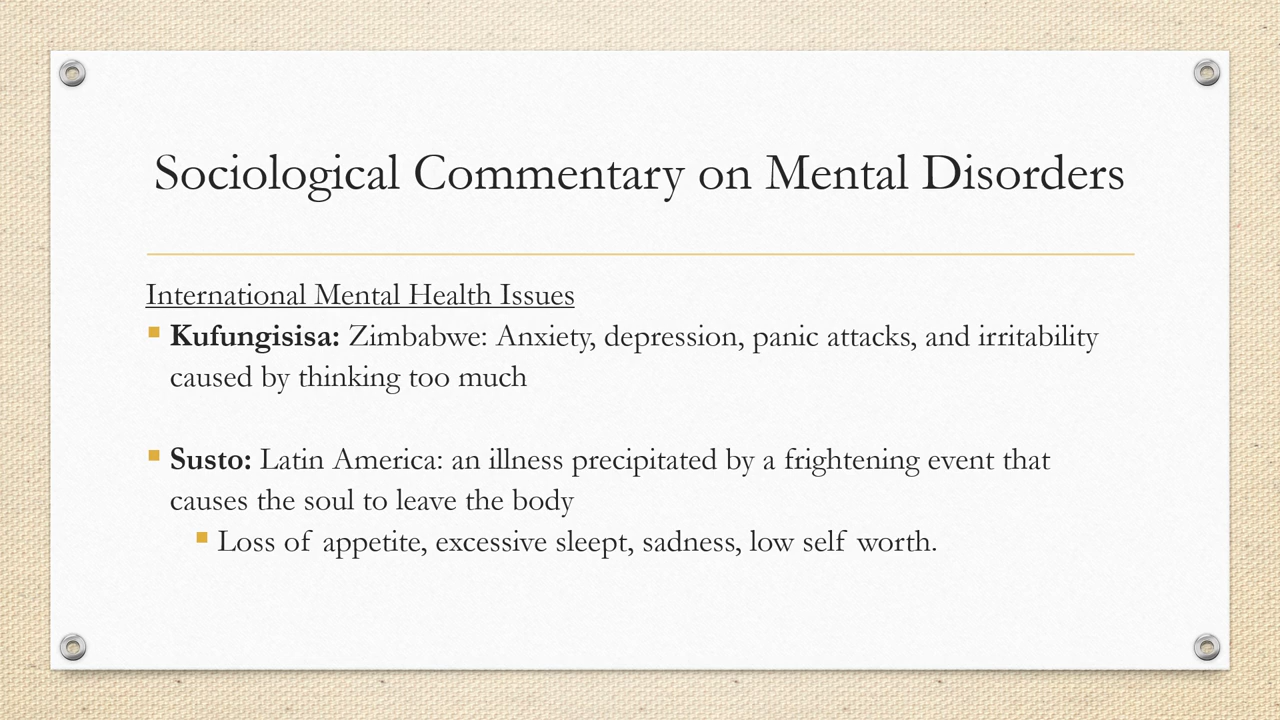 Sociological Commentary on Mental Disorders
International Mental Health Issues
Kufungisisa: Zimbabwe: Anxiety, depression, panic attacks, and irritability
caused by thinking too much
Susto: Latin America: an illness precipitated by a frightening event that
causes the soul to leave the body
Loss of appetite, excessive sleept, sadness, low self worth.